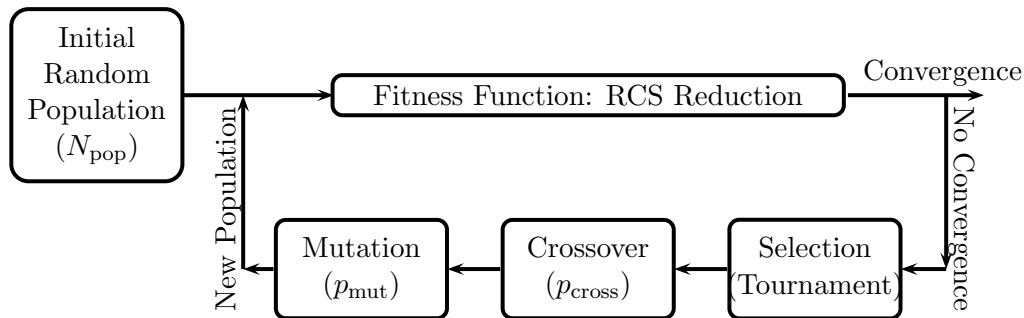 Initial
Random
Population
(N_pop)
Fitness Function: RCS Reduction
Convergence
No Convergence
New Population
Mutation
(p_mut)
Crossover
(p_cross)
Selection
(Tournament)